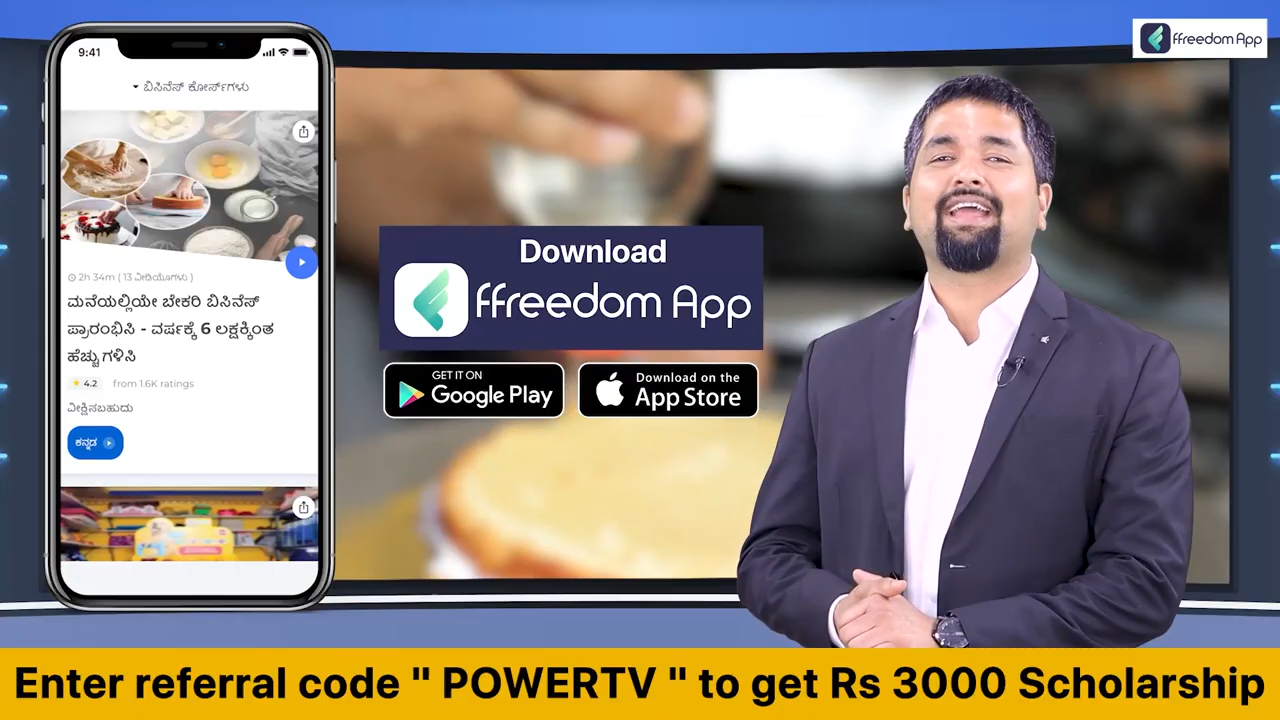 9:41
ಬಿಸಿನೆಸ್ ಕೋರ್ಸ್‌ಗಳು
2h 34m ( 13 ವೀಡಿಯೊಗಳು )
ಮನೆಯಲ್ಲಿಯೇ ಬೇಕರಿ ಬಿಸಿನೆಸ್
ಪ್ರಾರಂಭಿಸಿ - ವರ್ಷಕ್ಕೆ 6 ಲಕ್ಷಕ್ಕಿಂತ
ಹೆಚ್ಚು ಗಳಿಸಿ
4.2 from 1.6K ratings
ವೀಕ್ಷಿಸಬಹುದು
ಕನ್ನಡ
Download
ffreedom App
GET IT ON
Google Play
Download on the
App Store
ffreedom App
Enter referral code " POWERTV " to get Rs 3000 Scholarship